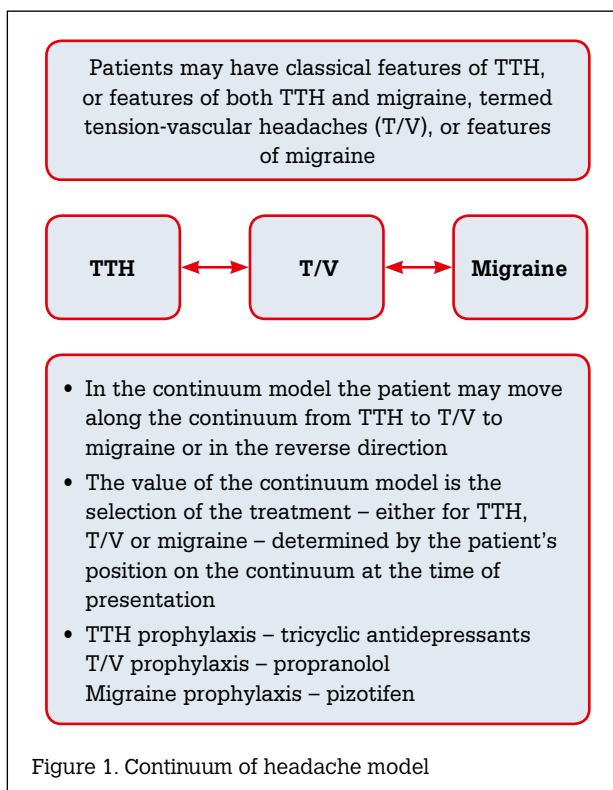 Patients may have classical features of TTH,
or features of both TTH and migraine, termed
tension-vascular headaches (T/V), or features
of migraine
TTH
T/V
Migraine
• In the continuum model the patient may move
along the continuum from TTH to T/V to
migraine or in the reverse direction
• The value of the continuum model is the
selection of the treatment – either for TTH,
T/V or migraine – determined by the patient’s
position on the continuum at the time of
presentation
• TTH prophylaxis – tricyclic antidepressants
T/V prophylaxis – propranolol
Migraine prophylaxis – pizotifen
Figure 1. Continuum of headache model